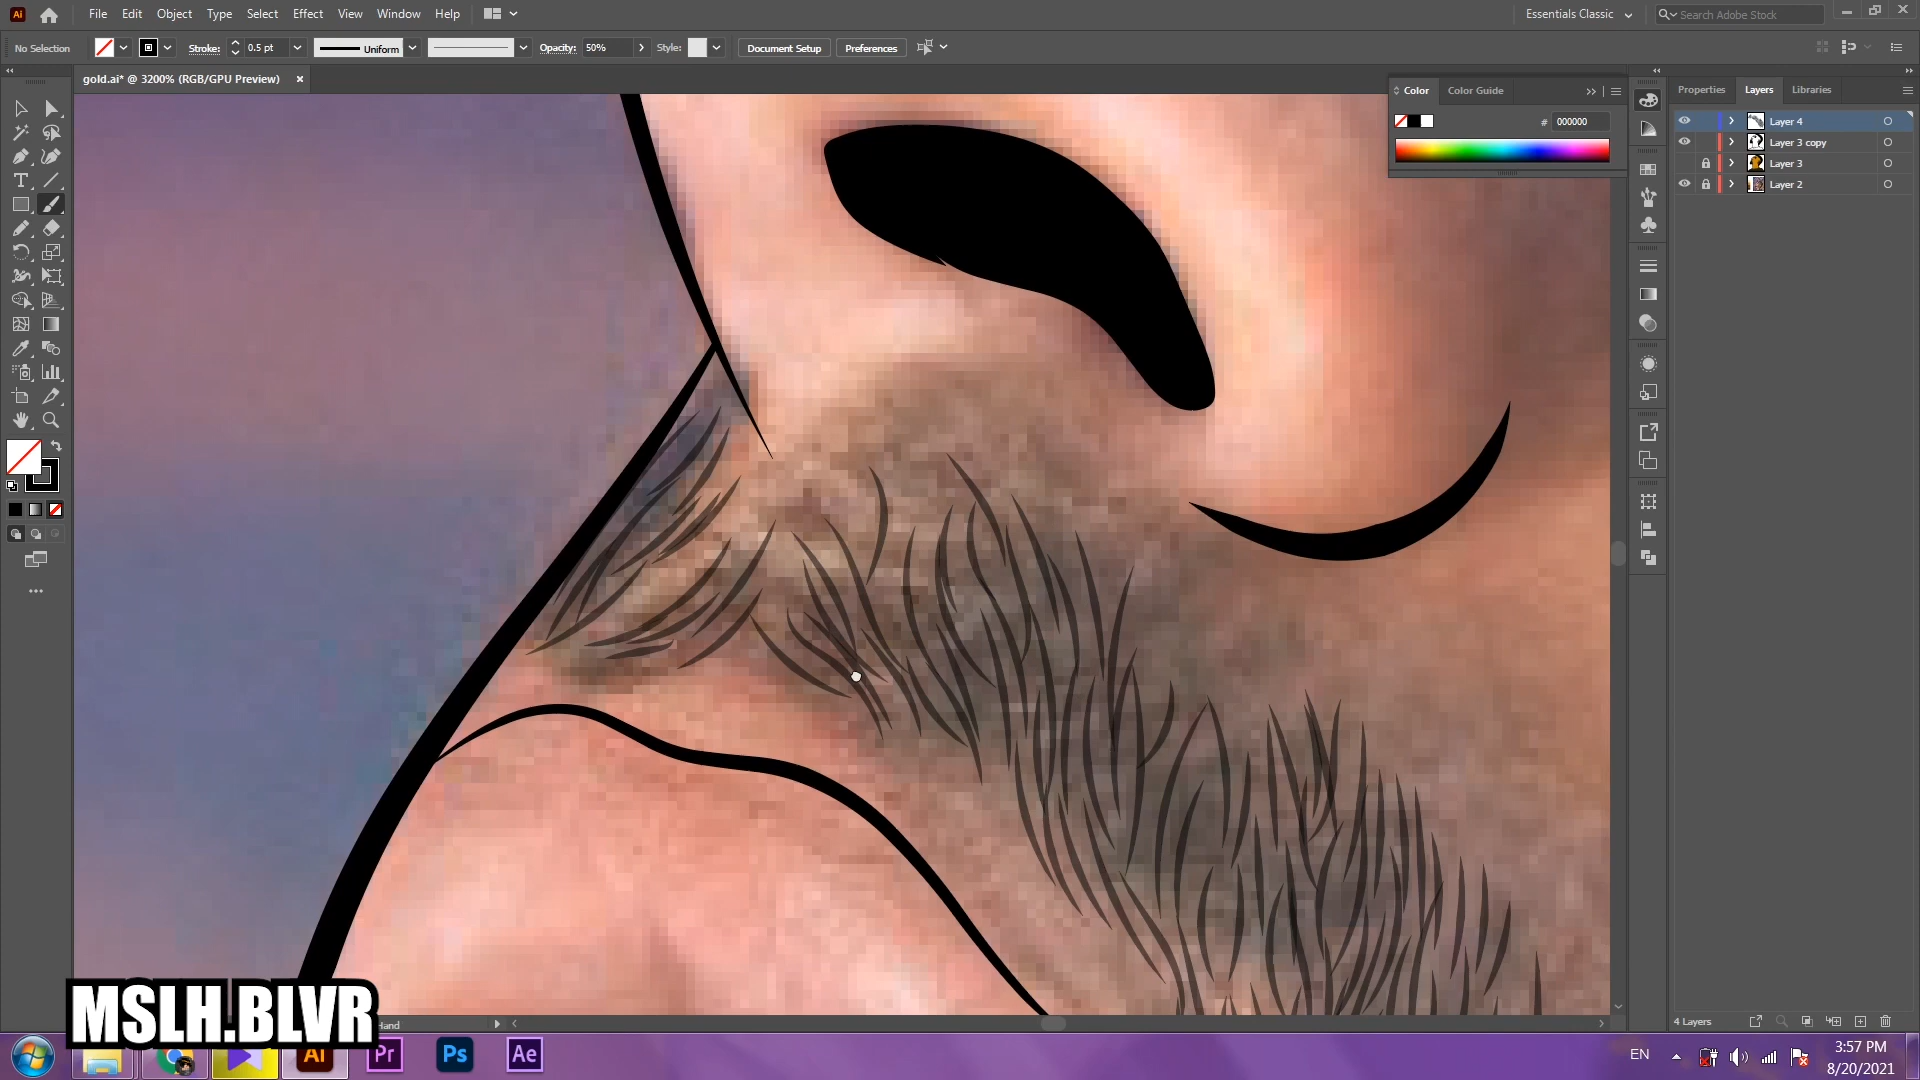 Ai File Edit Object Type Select Effect View Window Help Essentials Classic Search Adobe Stock
No Selection Stroke: 0.5 pt Uniform Opacity: 50% Style: Document Setup Preferences
gold.ai* @ 3200% (RGB/GPU Preview) ×
Color Color Guide
# 000000
Properties Layers Libraries
Layer 4
Layer 3 copy
Layer 3
Layer 2
MSLH.BLVR
Hand
4 Layers
Ai Pr Ps Ae
EN
3:57 PM
8/20/2021